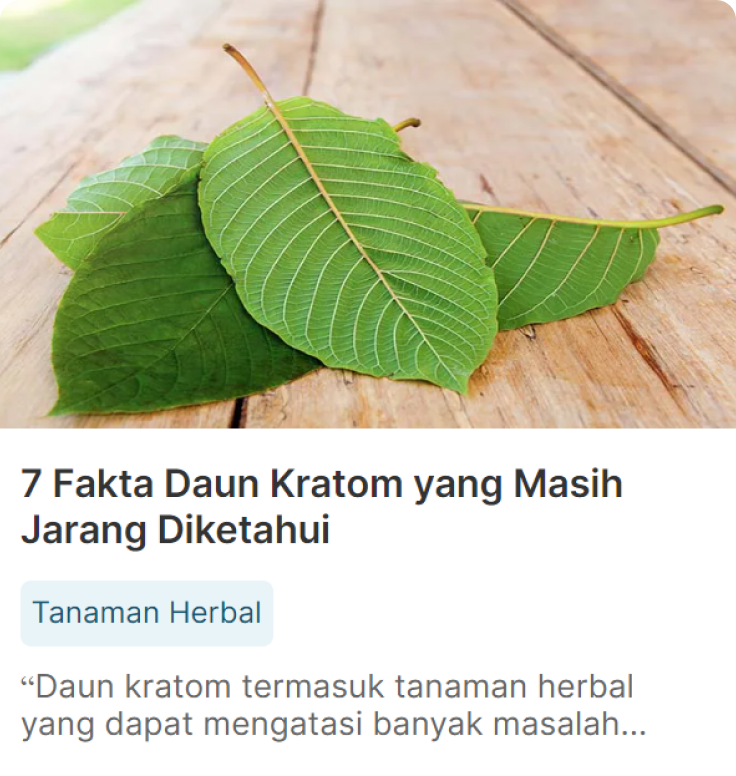 7 Fakta Daun Kratom yang Masih
Jarang Diketahui
Tanaman Herbal
“Daun kratom termasuk tanaman herbal
yang dapat mengatasi banyak masalah...